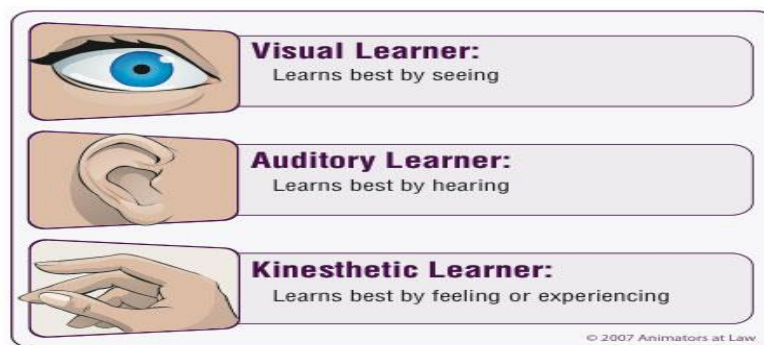 Visual Learner:
Learns best by seeing
Auditory Learner:
Learns best by hearing
Kinesthetic Learner:
Learns best by feeling or experiencing
© 2007 Animators at Law